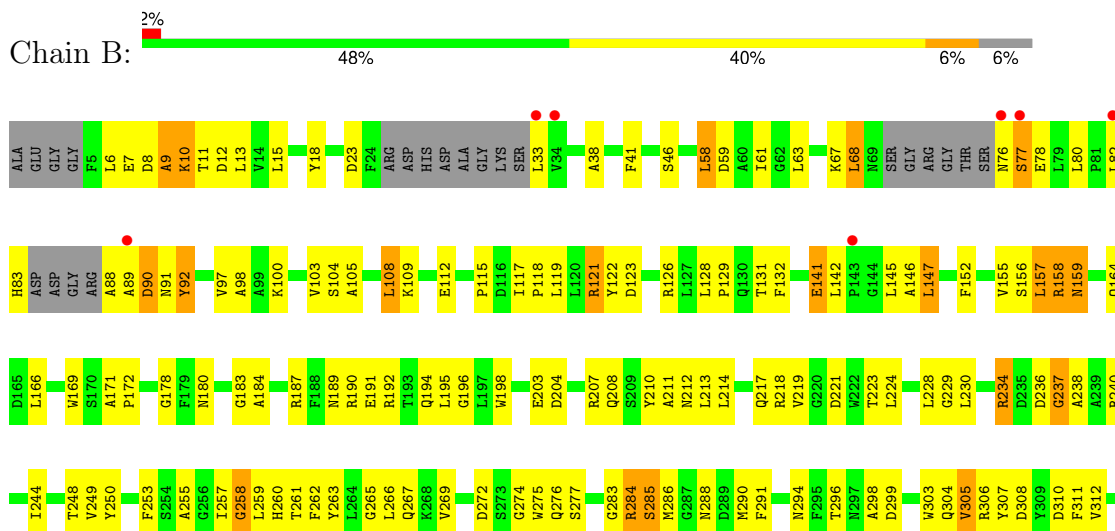 2%
Chain B:
48% 40% 6% 6%
ALA GLU GLY GLY F5 L6 E7 D8 A9 K10 T11 D12 L13 V14 L15 Y18 D23 F24 ARG ASP HIS ASP ALA GLY LYS SER L33 V34 A38 F41 S46 L58 D59 A60 I61 G62 L63 K67 L68 N69 SER GLY ARG GLY THR SER N76 S77 E78 L79 L80 P81 L82
H83 ASP ASP GLY ARG A88 A89 D90 N91 Y92 V97 A98 A99 K100 V103 S104 A105 L108 K109 E112 P115 D116 I117 P118 L119 L120 R121 Y122 D123 R126 L127 L128 P129 Q130 T131 F132 E141 L142 P143 G144 L145 A146 L147 F152 V155 S156 L157 R158 N159 Q164
D165 L166 W169 S170 A171 P172 G178 F179 N180 G183 A184 R187 F188 N189 R190 E191 R192 T193 Q194 L195 G196 L197 W198 E203 D204 R207 Q208 S209 Y210 A211 N212 L213 L214 Q217 R218 V219 G220 D221 W222 T223 L224 L228 G229 L230 R234 D235 D236 G237 A238 A239 R240
I244 T248 V249 Y250 F253 S254 A255 G256 I257 G258 L259 H260 T261 F262 Y263 L264 G265 L266 Q267 K268 V269 D272 S273 G274 W275 Q276 S277 G283 R284 S285 M286 G287 N288 D289 M290 F291 N294 F295 T296 N297 A298 D299 W303 Q304 V305 R306 Y307 D308 Y309 D310 F311 V312